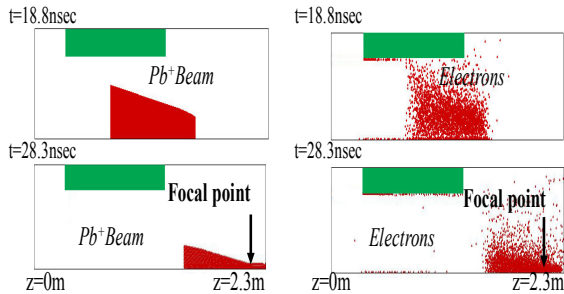 t=18.8nsec
Pb+Beam
t=28.3nsec
Focal point
Pb+Beam
z=0m z=2.3m
t=18.8nsec
Electrons
t=28.3nsec
Focal point
Electrons
z=0m z=2.3m